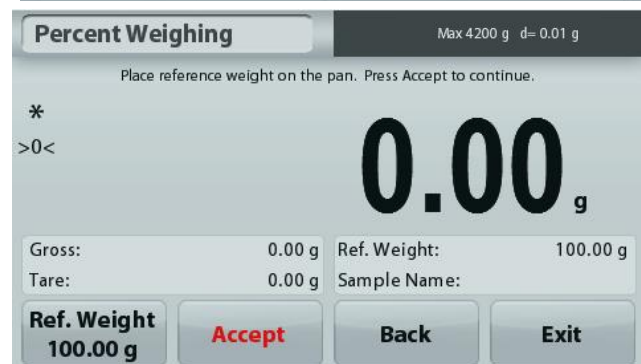 Percent Weighing
Max 4200 g d= 0.01 g
Place reference weight on the pan. Press Accept to continue.
*
>0<
0.00 g
Gross: 0.00 g
Ref. Weight: 100.00 g
Tare: 0.00 g
Sample Name:
Ref. Weight
100.00 g
Accept
Back
Exit